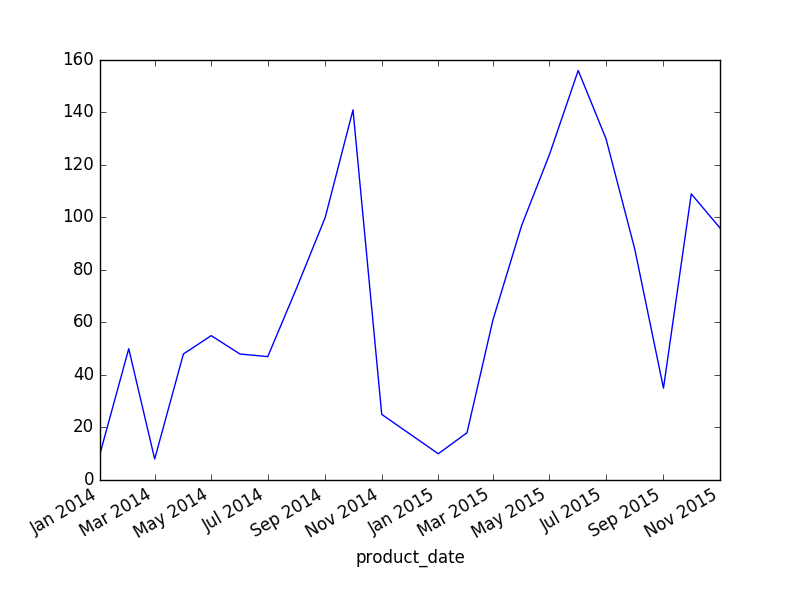 160
140
120
100
80
60
40
20
0
Jan 2014
Mar 2014
May 2014
Jul 2014
Sep 2014
Nov 2014
Jan 2015
Mar 2015
May 2015
Jul 2015
Sep 2015
Nov 2015
product_date